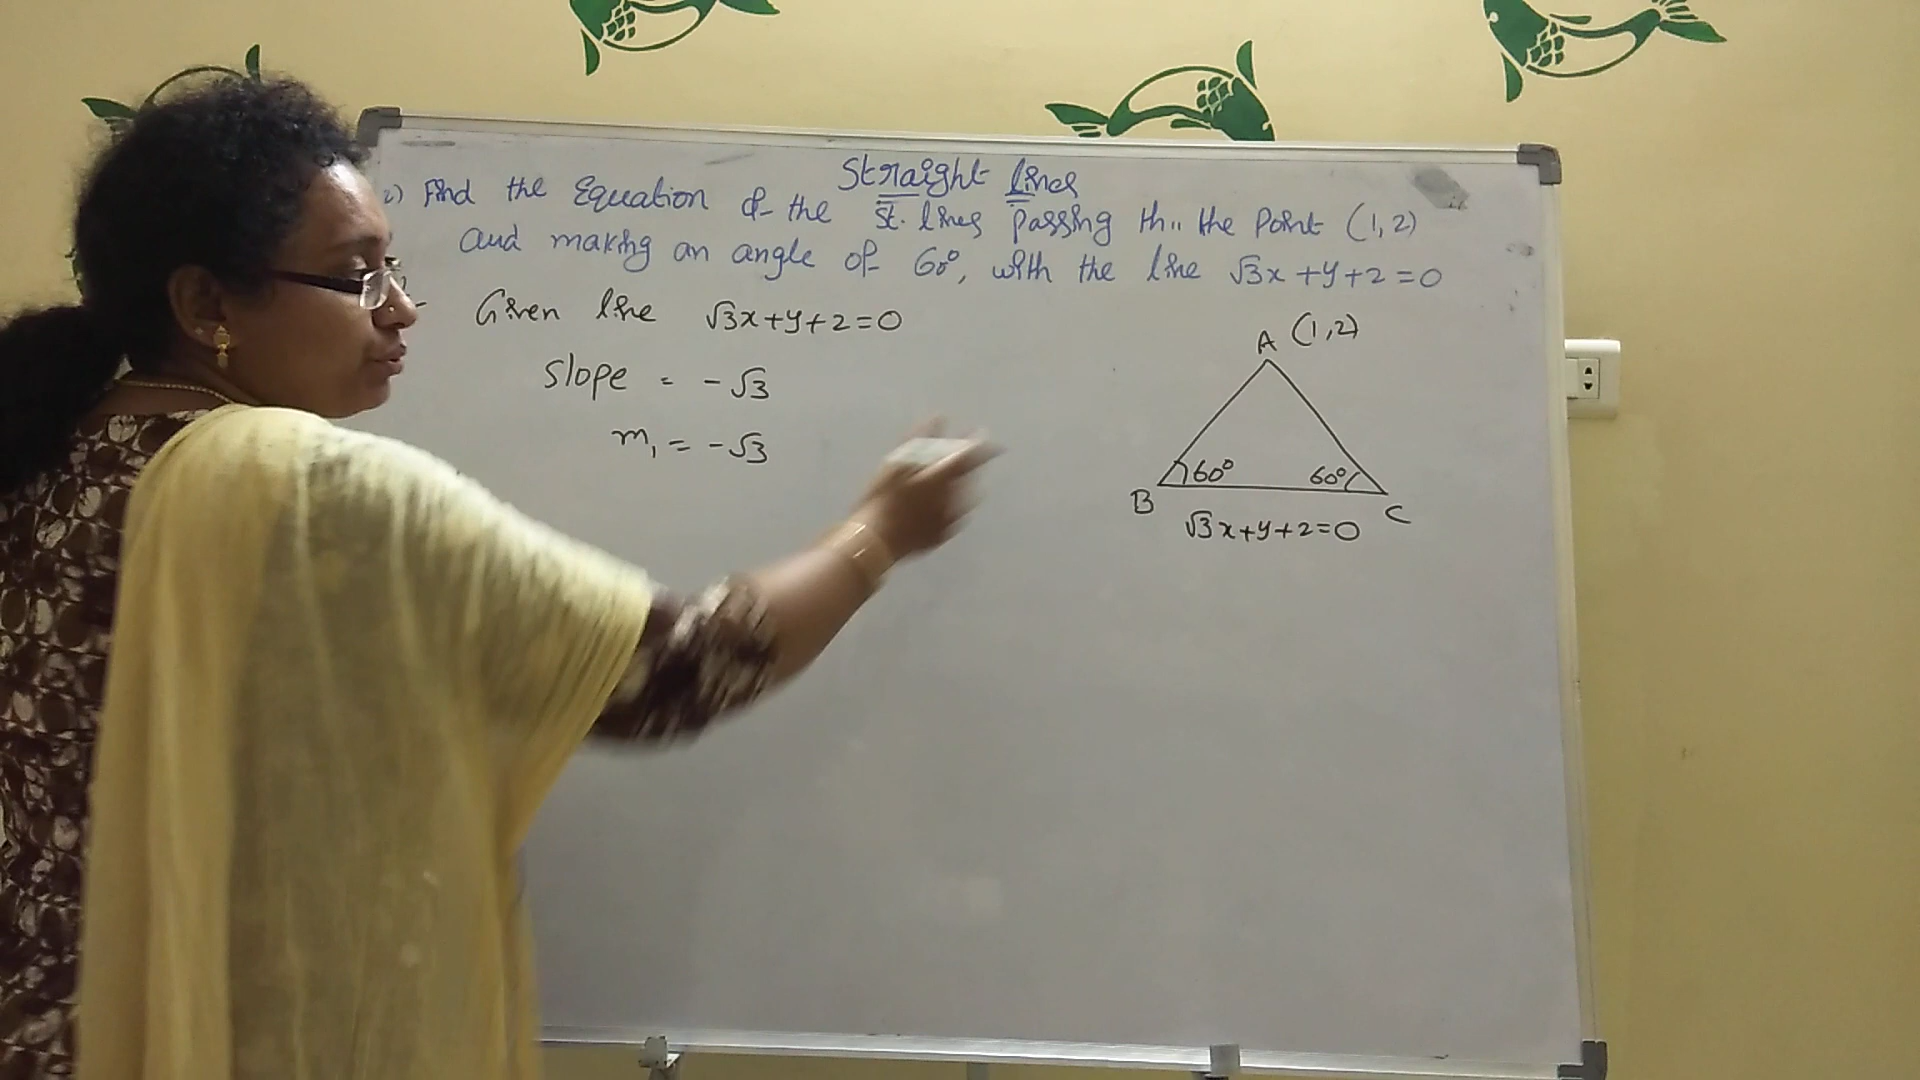 Straight lines
2) Find the Equation of the st. lines passing th.. the point (1,2)
and making an angle of 60°, with the line √3x+y+2=0
Given line √3x+y+2=0
slope = -√3
m₁ = -√3
A (1,2)
60° 60°
B C
√3x+y+2=0